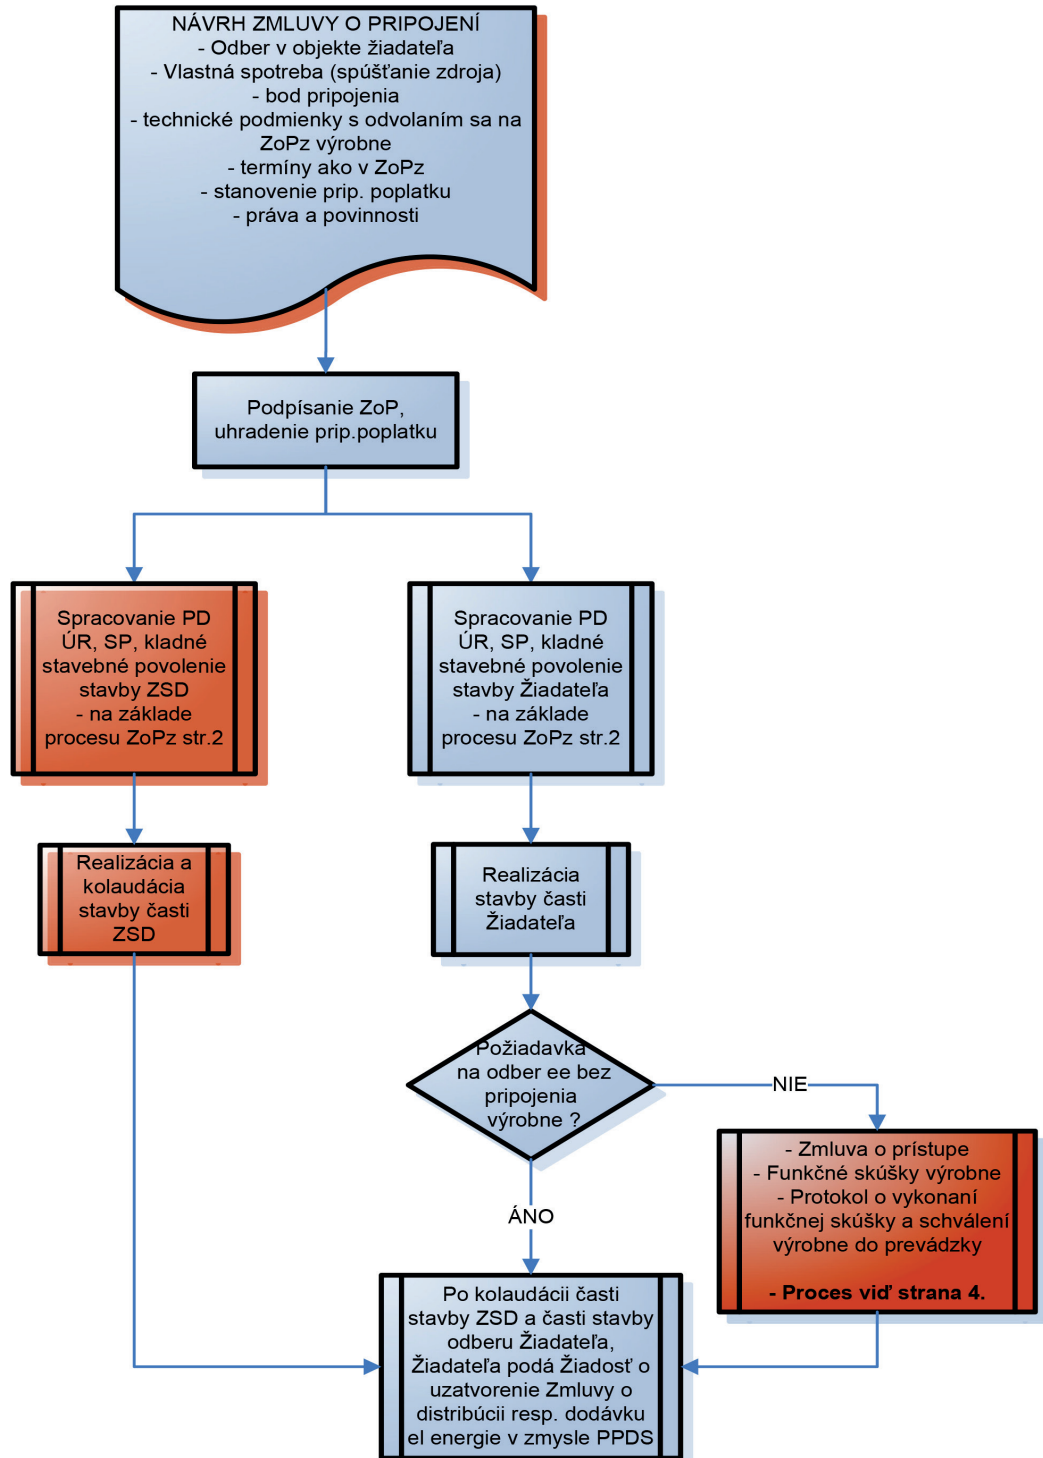 NÁVRH ZMLUVY O PRIPOJENÍ
- Odber v objekte žiadateľa
- Vlastná spotreba (spúšťanie zdroja)
- bod pripojenia
- technické podmienky s odvolaním sa na
ZoPz výrobne
- termíny ako v ZoPz
- stanovenie prip. poplatku
- práva a povinnosti
Podpísanie ZoP,
uhradenie prip.poplatku
Spracovanie PD
ÚR, SP, kladné
stavebné povolenie
stavby ZSD
- na základe
procesu ZoPz str.2
Spracovanie PD
ÚR, SP, kladné
stavebné povolenie
stavby Žiadateľa
- na základe
procesu ZoPz str.2
Realizácia a
kolaudácia
stavby časti
ZSD
Realizácia
stavby časti
Žiadateľa
Požiadavka
na odber ee bez
pripojenia
výrobne ?
NIE
- Zmluva o prístupe
- Funkčné skúšky výrobne
- Protokol o vykonaní
funkčnej skúšky a schválení
výrobne do prevádzky
- Proces viď strana 4.
ÁNO
Po kolaudácii časti
stavby ZSD a časti stavby
odberu Žiadateľa,
Žiadateľa podá Žiadosť o
uzatvorenie Zmluvy o
distribúcii resp. dodávku
el energie v zmysle PPDS